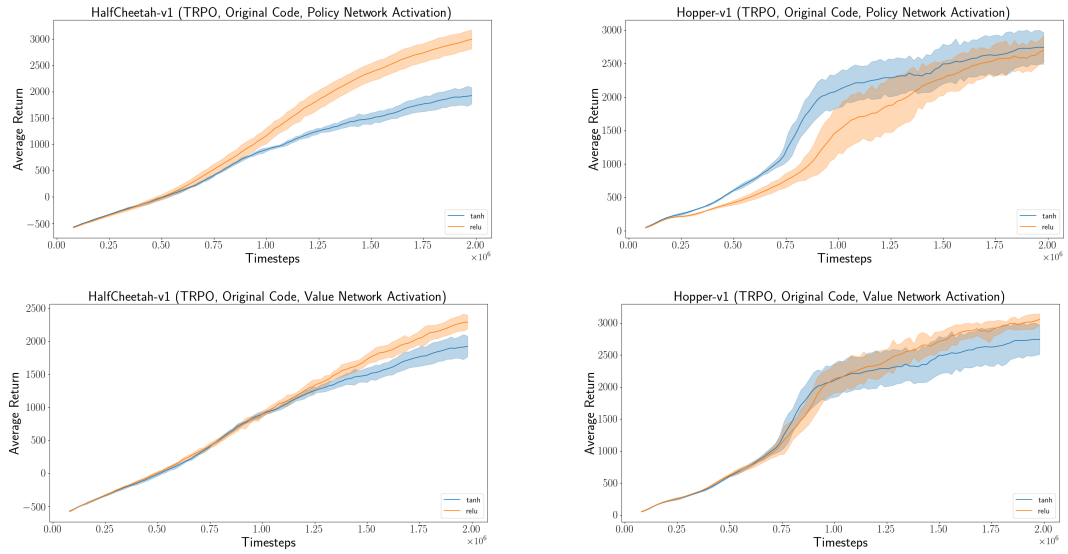 HalfCheetah-v1 (TRPO, Original Code, Policy Network Activation)
3000
2500
2000
1500
1000
500
0
−500
Average Return
0.00 0.25 0.50 0.75 1.00 1.25 1.50 1.75 2.00
×10⁶
Timesteps
tanh
relu
Hopper-v1 (TRPO, Original Code, Policy Network Activation)
3000
2500
2000
1500
1000
500
0
Average Return
0.00 0.25 0.50 0.75 1.00 1.25 1.50 1.75 2.00
×10⁶
Timesteps
tanh
relu
HalfCheetah-v1 (TRPO, Original Code, Value Network Activation)
2500
2000
1500
1000
500
0
−500
Average Return
0.00 0.25 0.50 0.75 1.00 1.25 1.50 1.75 2.00
×10⁶
Timesteps
tanh
relu
Hopper-v1 (TRPO, Original Code, Value Network Activation)
3000
2500
2000
1500
1000
500
0
Average Return
0.00 0.25 0.50 0.75 1.00 1.25 1.50 1.75 2.00
×10⁶
Timesteps
tanh
relu